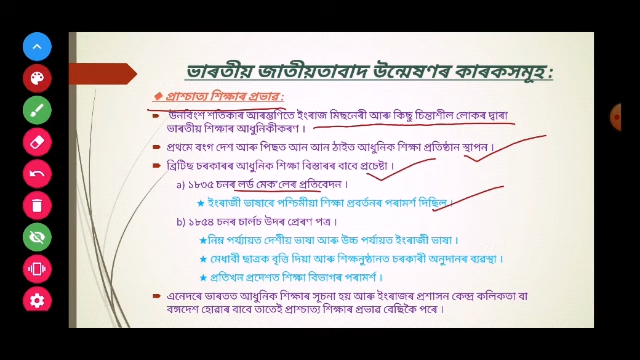 ভাৰতীয় জাতীয়তাবাদ উন্মেষণৰ কাৰকসমূহ :
❖ প্ৰাশ্চাত্য শিক্ষাৰ প্ৰভাৱ :
উনবিংশ শতিকাৰ আৰম্ভণিতে ইংৰাজ মিছনেৰী আৰু কিছু চিন্তাশীল লোকৰ দ্বাৰা
ভাৰতীয় শিক্ষাৰ আধুনিকীকৰণ ।
প্ৰথমে বংগ দেশ আৰু পিছত আন আন ঠাইত আধুনিক শিক্ষা প্ৰতিষ্ঠান স্থাপন ।
ব্ৰিটিছ চৰকাৰৰ আধুনিক শিক্ষা বিস্তাৰৰ বাবে প্ৰচেষ্টা ।
a) ১৮৩৫ চনৰ লৰ্ড মেক'লেৰ প্ৰতিবেদন ।
★ ইংৰাজী ভাষাৰে পশ্চিমীয়া শিক্ষা প্ৰবৰ্তনৰ পৰামৰ্শ দিছিল ।
b) ১৮৫৪ চনৰ চাৰ্লচ উদৰ প্ৰেৰণ পত্ৰ ।
★নিম্ন পৰ্য্যায়ত দেশীয় ভাষা আৰু উচ্চ পৰ্যায়ত ইংৰাজী ভাষা ।
★ মেধাবী ছাত্ৰক বৃত্তি দিয়া আৰু শিক্ষানুষ্ঠানত চৰকাৰী অনুদানৰ ব্যৱস্থা ।
★ প্ৰতিখন প্ৰদেশত শিক্ষা বিভাগৰ পৰামৰ্শ ।
এনেদৰে ভাৰতত আধুনিক শিক্ষাৰ সূচনা হয় আৰু ইংৰাজৰ প্ৰশাসন কেন্দ্ৰ কলিকতা বা
বঙ্গদেশ হোৱাৰ বাবে তাতেই প্ৰাশ্চাত্য শিক্ষাৰ প্ৰভাৱ বেছিকৈ পৰে ।